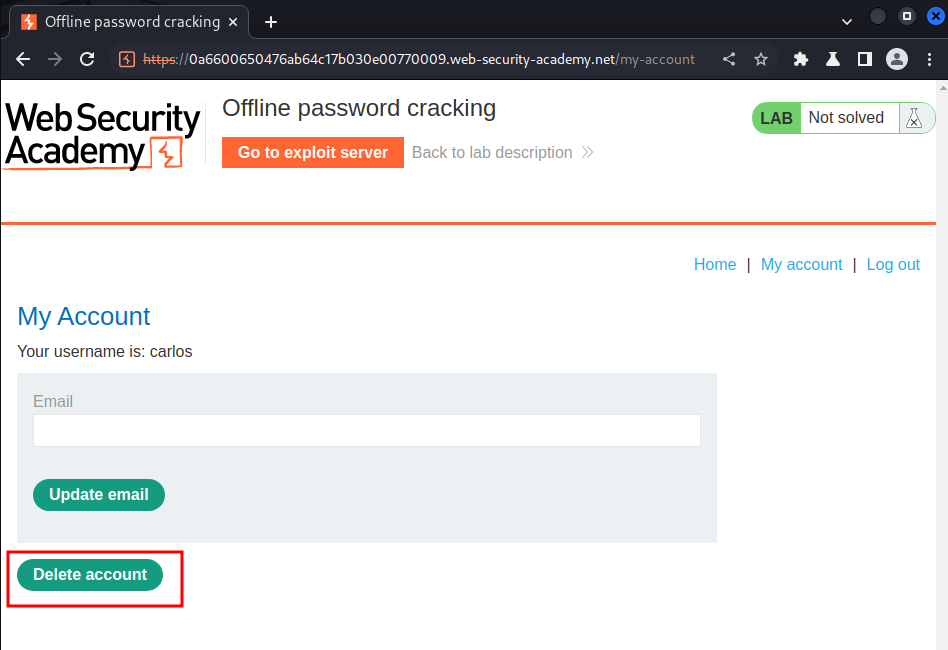 Offline password cracking
https://0a6600650476ab64c17b030e00770009.web-security-academy.net/my-account
Web Security
Academy
Offline password cracking
Go to exploit server
Back to lab description
LAB
Not solved
Home | My account | Log out
My Account
Your username is: carlos
Email
Update email
Delete account